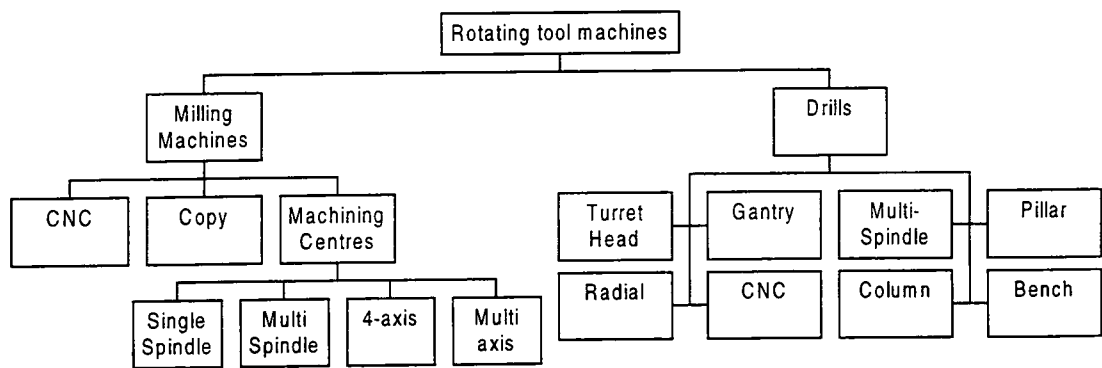 Rotating tool machines
Milling
Machines
Drills
CNC
Copy
Machining
Centres
Turret
Head
Gantry
Multi-
Spindle
Pillar
Radial
CNC
Column
Bench
Single
Spindle
Multi
Spindle
4-axis
Multi
axis